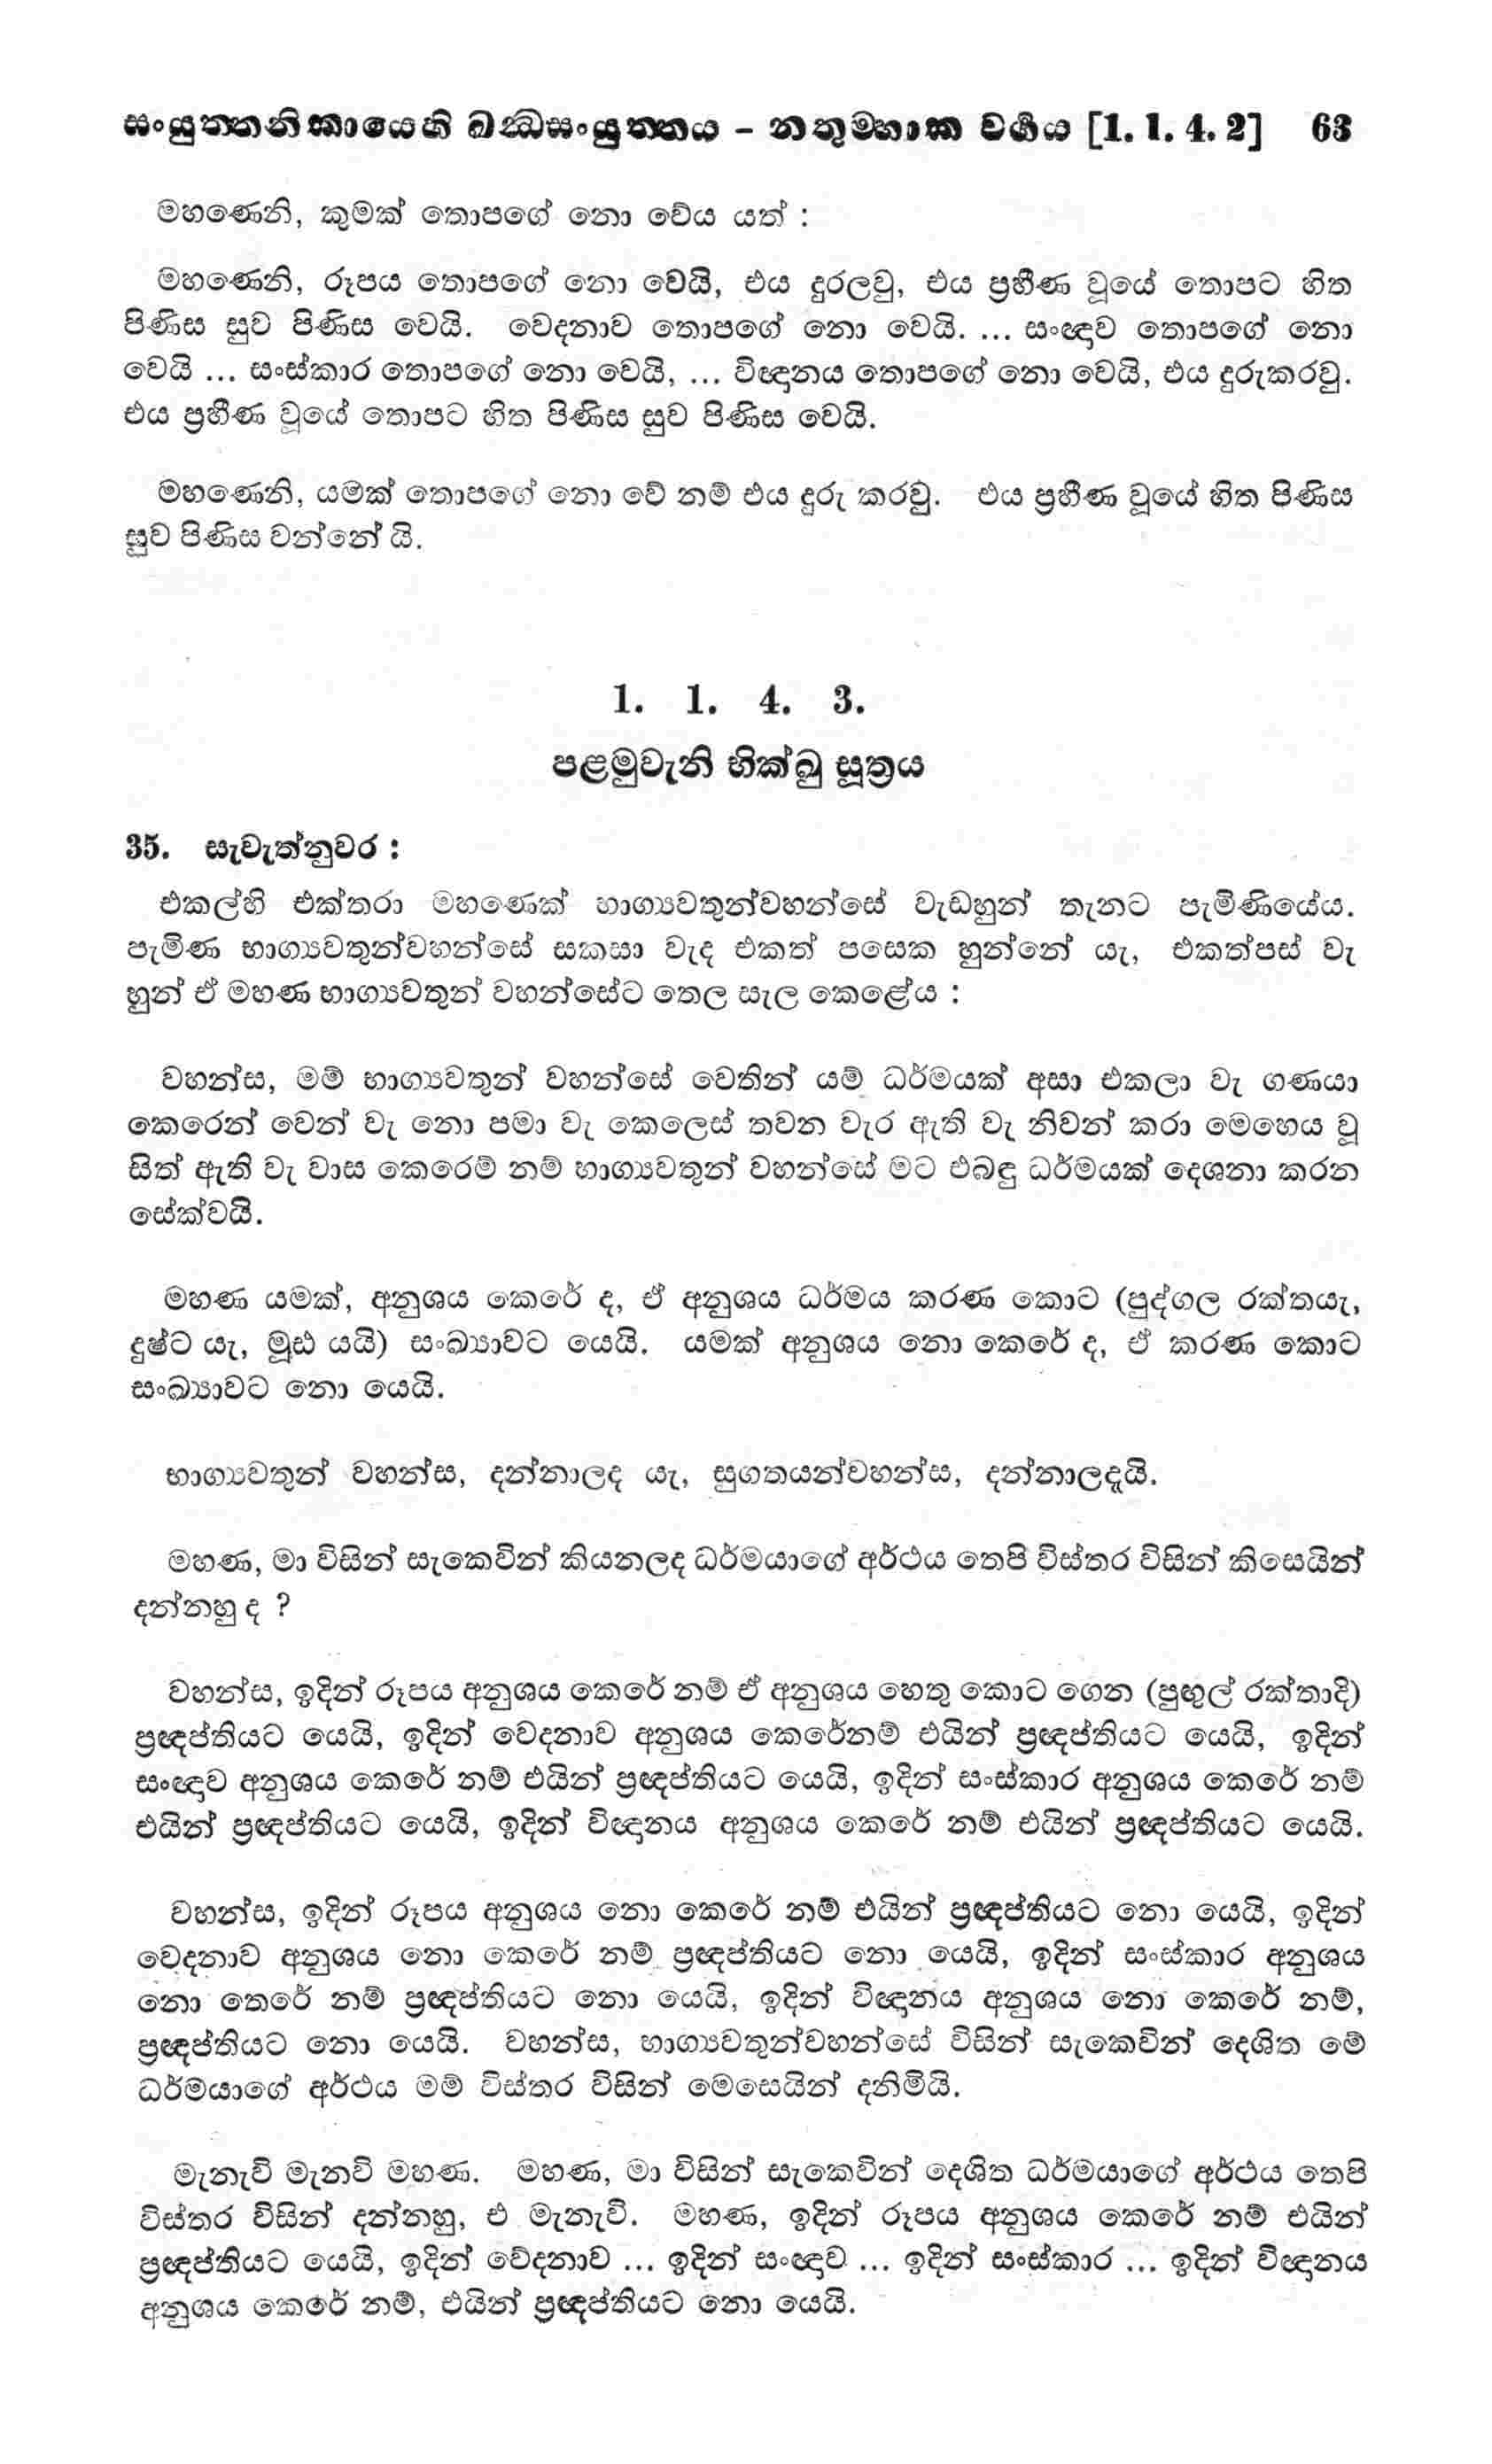 සංයුත්තනිකායෙහි ඛන්ධසංයුත්තය - නතුම්හාක වර්ගය [1. 1. 4. 2] 63
මහණෙනි, කුමක් තොපගේ නො වේය යත් :
මහණෙනි, රූපය තොපගේ නො වෙයි, එය දුරලවු, එය ප්‍රහීණ වූයේ තොපට හිත
පිණිස සුව පිණිස වෙයි. වෙදනාව තොපගේ නො වෙයි. ... සංඥාව තොපගේ නො
වෙයි ... සංස්කාර තොපගේ නො වෙයි, ... විඥානය තොපගේ නො වෙයි, එය දුරුකරවු.
එය ප්‍රහීණ වූයේ තොපට හිත පිණිස සුව පිණිස වෙයි.
මහණෙනි, යමක් තොපගේ නො වේ නම් එය දුරු කරවු. එය ප්‍රහීණ වූයේ හිත පිණිස
සුව පිණිස වන්නේ යි.
1. 1. 4. 3.
පළමුවැනි භික්ඛු සූත්‍රය
35. සැවැත්නුවර :
එකල්හි එක්තරා මහණෙක් භාග්‍යවතුන්වහන්සේ වැඩහුන් තැනට පැමිණියේය.
පැමිණ භාග්‍යවතුන්වහන්සේ සකසා වැද එකත් පසෙක හුන්නේ යැ, එකත්පස් වැ
හුන් ඒ මහණ භාග්‍යවතුන් වහන්සේට තෙල සැල කෙළේය :
වහන්ස, මම් භාග්‍යවතුන් වහන්සේ වෙතින් යම් ධර්මයක් අසා එකලා වැ ගණයා
කෙරෙන් වෙන් වැ නො පමා වැ කෙලෙස් තවන වැර ඇති වැ නිවන් කරා මෙහෙය වූ
සිත් ඇති වැ වාස කෙරෙම් නම් භාග්‍යවතුන් වහන්සේ මට එබඳු ධර්මයක් දෙශනා කරන
සේක්වයි.
මහණ යමක්, අනුශය කෙරේ ද, ඒ අනුශය ධර්මය කරණ කොට (පුද්ගල රක්තයැ,
දුෂ්ට යැ, මූඪ යයි) සංඛ්‍යාවට යෙයි. යමක් අනුශය නො කෙරේ ද, ඒ කරණ කොට
සංඛ්‍යාවට නො යෙයි.
භාග්‍යවතුන් වහන්ස, දන්නාලද යැ, සුගතයන්වහන්ස, දන්නාලදැයි.
මහණ, මා විසින් සැකෙවින් කියනලද ධර්මයාගේ අර්ථය තෙපි විස්තර විසින් කිසෙයින්
දන්නහු ද ?
වහන්ස, ඉදින් රූපය අනුශය කෙරේ නම් ඒ අනුශය හෙතු කොට ගෙන (පුඟුල් රක්තාදි)
ප්‍රඥප්තියට යෙයි, ඉදින් වෙදනාව අනුශය කෙරේනම් එයින් ප්‍රඥප්තියට යෙයි, ඉදින්
සංඥාව අනුශය කෙරේ නම් එයින් ප්‍රඥප්තියට යෙයි, ඉදින් සංස්කාර අනුශය කෙරේ නම්
එයින් ප්‍රඥප්තියට යෙයි, ඉදින් විඥානය අනුශය කෙරේ නම් එයින් ප්‍රඥප්තියට යෙයි.
වහන්ස, ඉදින් රූපය අනුශය නො කෙරේ නම් එයින් ප්‍රඥප්තියට නො යෙයි, ඉදින්
වෙදනාව අනුශය නො කෙරේ නම් ප්‍රඥප්තියට නො යෙයි, ඉදින් සංස්කාර අනුශය
නො තෙරේ නම් ප්‍රඥප්තියට නො යෙයි, ඉදින් විඥානය අනුශය නො කෙරේ නම්,
ප්‍රඥප්තියට නො යෙයි. වහන්ස, භාග්‍යවතුන්වහන්සේ විසින් සැකෙවින් දෙශිත මේ
ධර්මයාගේ අර්ථය මම් විස්තර විසින් මෙසෙයින් දනිමියි.
මැනැවි මැනවි මහණ. මහණ, මා විසින් සැකෙවින් දෙශිත ධර්මයාගේ අර්ථය තෙපි
විස්තර විසින් දන්නහු, එ මැනැවි. මහණ, ඉදින් රූපය අනුශය කෙරේ නම් එයින්
ප්‍රඥප්තියට යෙයි, ඉදින් වේදනාව ... ඉදින් සංඥාව ... ඉදින් සංස්කාර ... ඉදින් විඥානය
අනුශය කෙරේ නම්, එයින් ප්‍රඥප්තියට නො යෙයි.